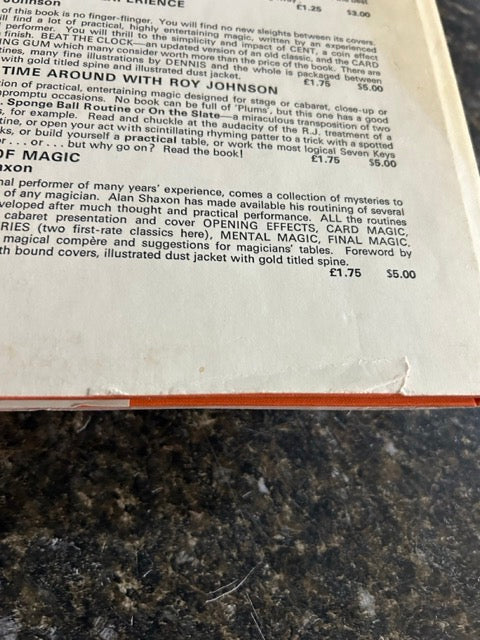 Johnson
£1.25 $3.00
of this book is no finger-flinger. You will find no new sleights between its covers.
ill find a lot of practical, highly entertaining magic, written by an experienced
performer. You will thrill to the simplicity and impact of CENT, a coin effect
finish. BEAT THE CLOCK—an updated version of an old classic, and the CARD
NG GUM which many consider worth more than the price of the book. There are
tines, many fine illustrations by DENNIS and the whole is packaged between
with gold titled spine and illustrated dust jacket. £1.75 $5.00
TIME AROUND WITH ROY JOHNSON
tion of practical, entertaining magic designed for stage or cabaret, close-up or
promptu occasions. No book can be full of 'Plums', but this one has a good
. Sponge Ball Routine or On the Slate—a miraculous transposition of two
s, for example. Read and chuckle at the audacity of the R.J. treatment of a
tine, or open your act with scintillating rhyming patter to a trick with a spotted
ks, or build yourself a practical table, or work the most logical Seven Keys
r . . . or . . . but why go on? Read the book! £1.75 $5.00
OF MAGIC
axon
nal performer of many years' experience, comes a collection of mysteries to
of any magician. Alan Shaxon has made available his routining of several
veloped after much thought and practical performance. ALL the routines
cabaret presentation and cover OPENING EFFECTS, CARD MAGIC,
RIES (two first-rate classics here), MENTAL MAGIC, FINAL MAGIC.
magical compère and suggestions for magicians' tables. Foreword by
th bound covers, illustrated dust jacket with gold titled spine.
£1.75 $5.00